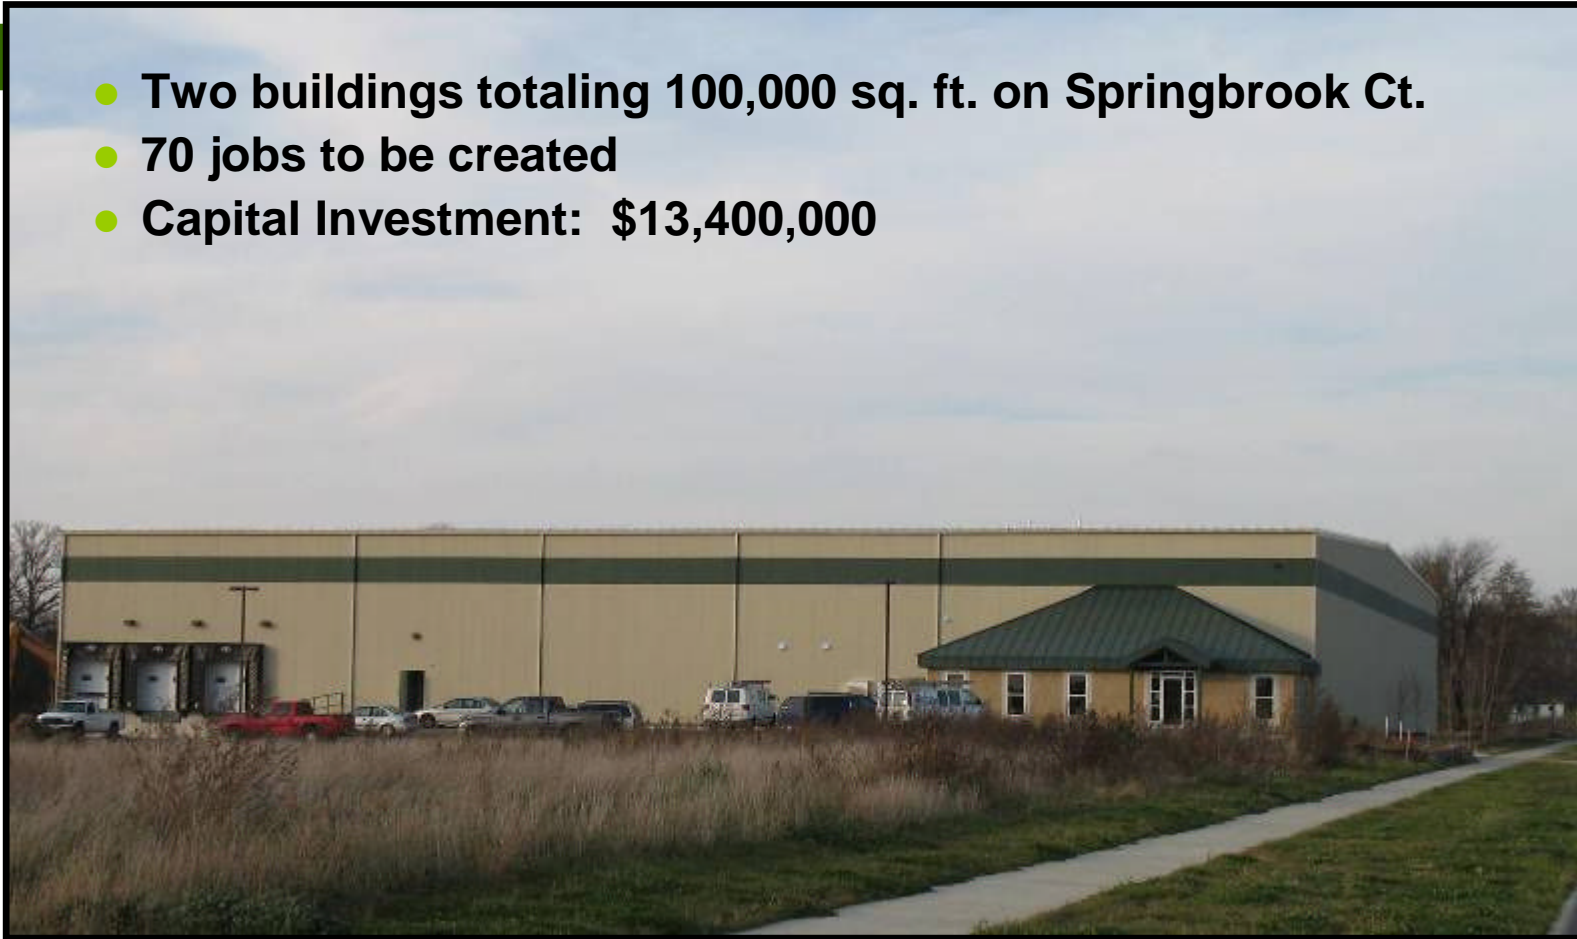 Two buildings totaling 100,000 sq. ft. on Springbrook Ct.
70 jobs to be created
Capital Investment: $13,400,000